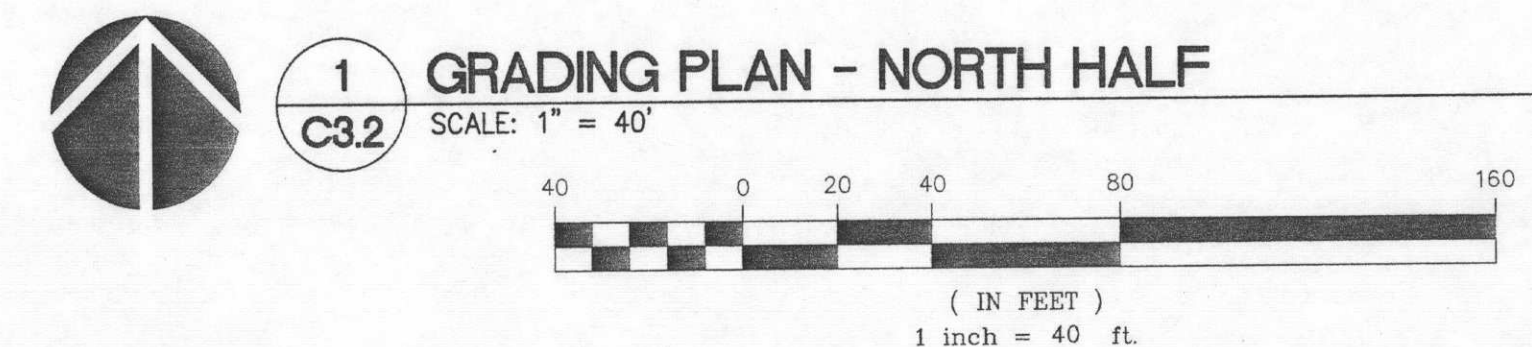 1
C3.2
GRADING PLAN - NORTH HALF
SCALE: 1" = 40'
40 0 20 40 80 160
( IN FEET )
1 inch = 40 ft.